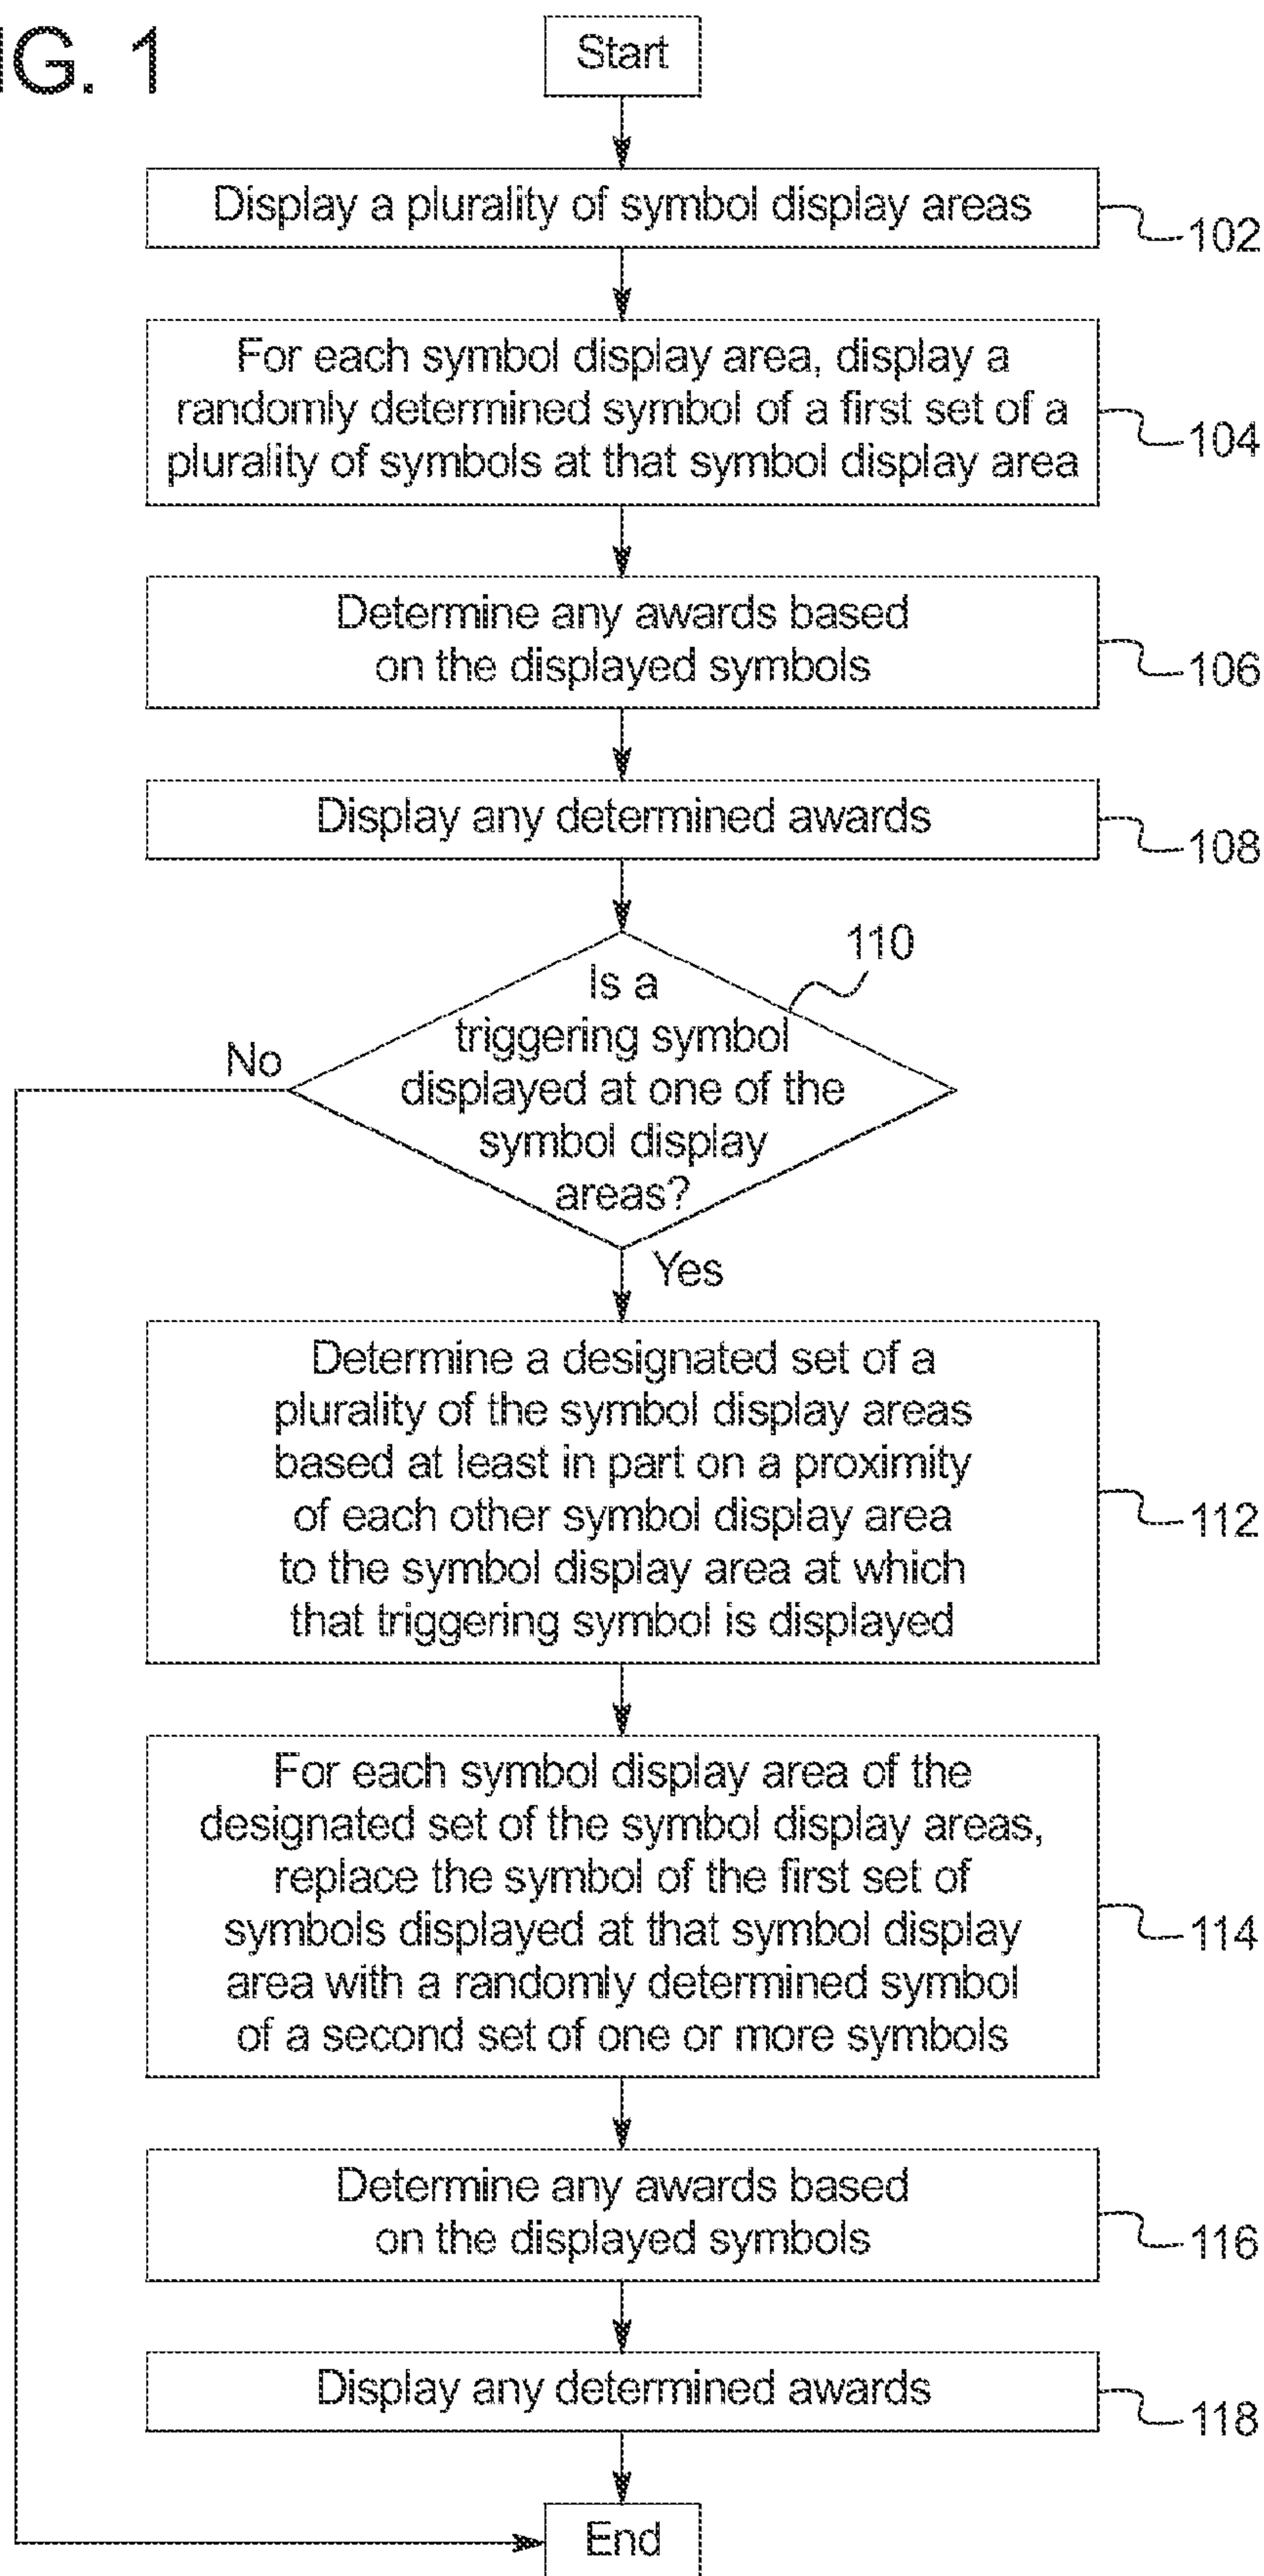 IG. 1
Start
Display a plurality of symbol display areas
102
For each symbol display area, display a
randomly determined symbol of a first set of a
plurality of symbols at that symbol display area
104
Determine any awards based
on the displayed symbols
106
Display any determined awards
108
110
Is a
triggering symbol
displayed at one of the
symbol display
areas?
No
Yes
Determine a designated set of a
plurality of the symbol display areas
based at least in part on a proximity
of each other symbol display area
to the symbol display area at which
that triggering symbol is displayed
112
For each symbol display area of the
designated set of the symbol display areas,
replace the symbol of the first set of
symbols displayed at that symbol display
area with a randomly determined symbol
of a second set of one or more symbols
114
Determine any awards based
on the displayed symbols
116
Display any determined awards
118
End